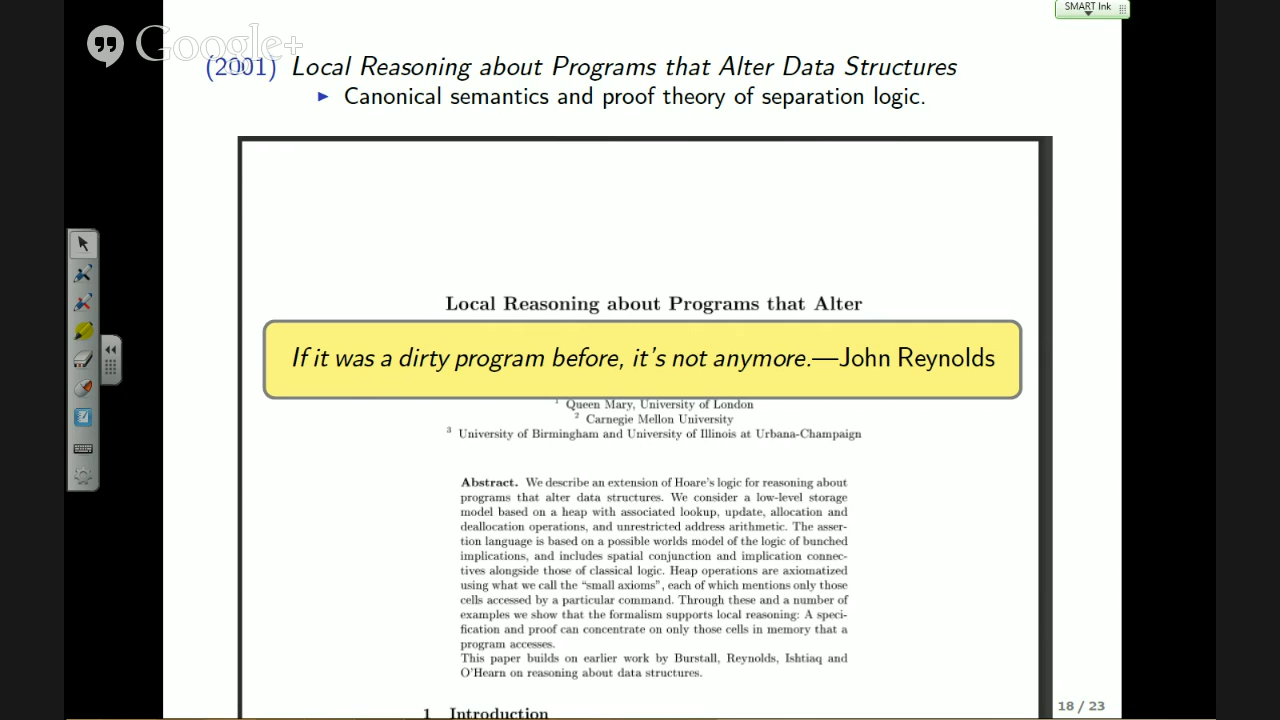 SMART Ink
Google+
(2001) Local Reasoning about Programs that Alter Data Structures
► Canonical semantics and proof theory of separation logic.
Local Reasoning about Programs that Alter
If it was a dirty program before, it's not anymore.—John Reynolds
1 Queen Mary, University of London
2 Carnegie Mellon University
3 University of Birmingham and University of Illinois at Urbana-Champaign
Abstract. We describe an extension of Hoare's logic for reasoning about
programs that alter data structures. We consider a low-level storage
model based on a heap with associated lookup, update, allocation and
deallocation operations, and unrestricted address arithmetic. The asser-
tion language is based on a possible worlds model of the logic of bunched
implications, and includes spatial conjunction and implication connec-
tives alongside those of classical logic. Heap operations are axiomatized
using what we call the “small axioms”, each of which mentions only those
cells accessed by a particular command. Through these and a number of
examples we show that the formalism supports local reasoning: A speci-
fication and proof can concentrate on only those cells in memory that a
program accesses.
This paper builds on earlier work by Burstall, Reynolds, Ishtiaq and
O'Hearn on reasoning about data structures.
1 Introduction
18 / 23